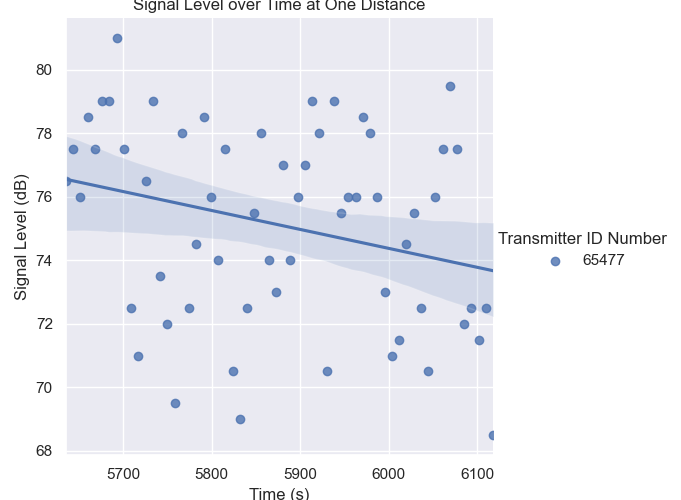 Signal Level over Time at One Distance
80
78
76
74
72
70
68
Signal Level (dB)
5700 5800 5900 6000 6100
Time (s)
Transmitter ID Number
65477